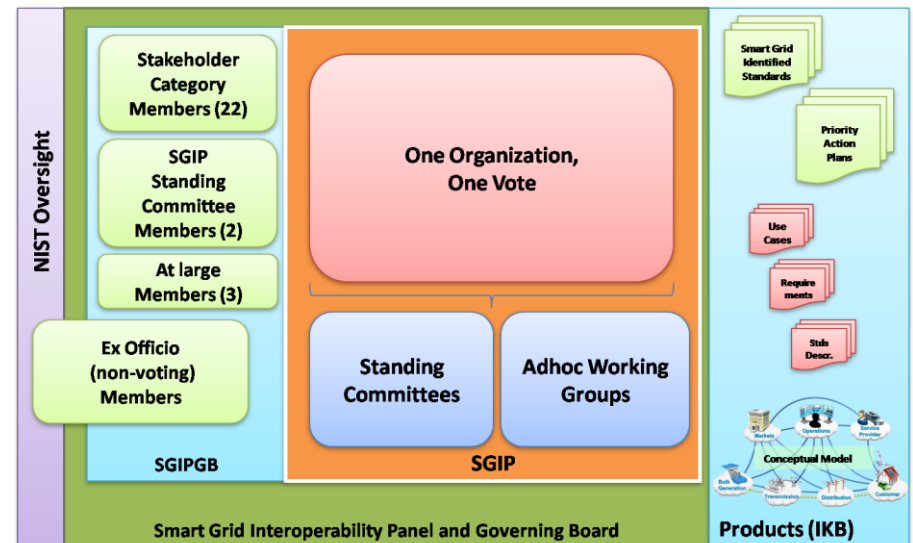 NIST Oversight
Stakeholder
Category
Members (22)
SGIP
Standing
Committee
Members (2)
At large
Members (3)
Ex Officio
(non-voting)
Members
SGIPGB
One Organization,
One Vote
Standing
Committees
Adhoc Working
Groups
SGIP
Smart Grid Interoperability Panel and Governing Board
Smart Grid
Identified
Standards
Priority
Action
Plans
Use
Cases
Require
ments
Stds
Descr.
Markets
Operations
Service
Provider
Conceptual Model
Bulk
Generation
Transmission
Distribution
Customer
Products (IKB)